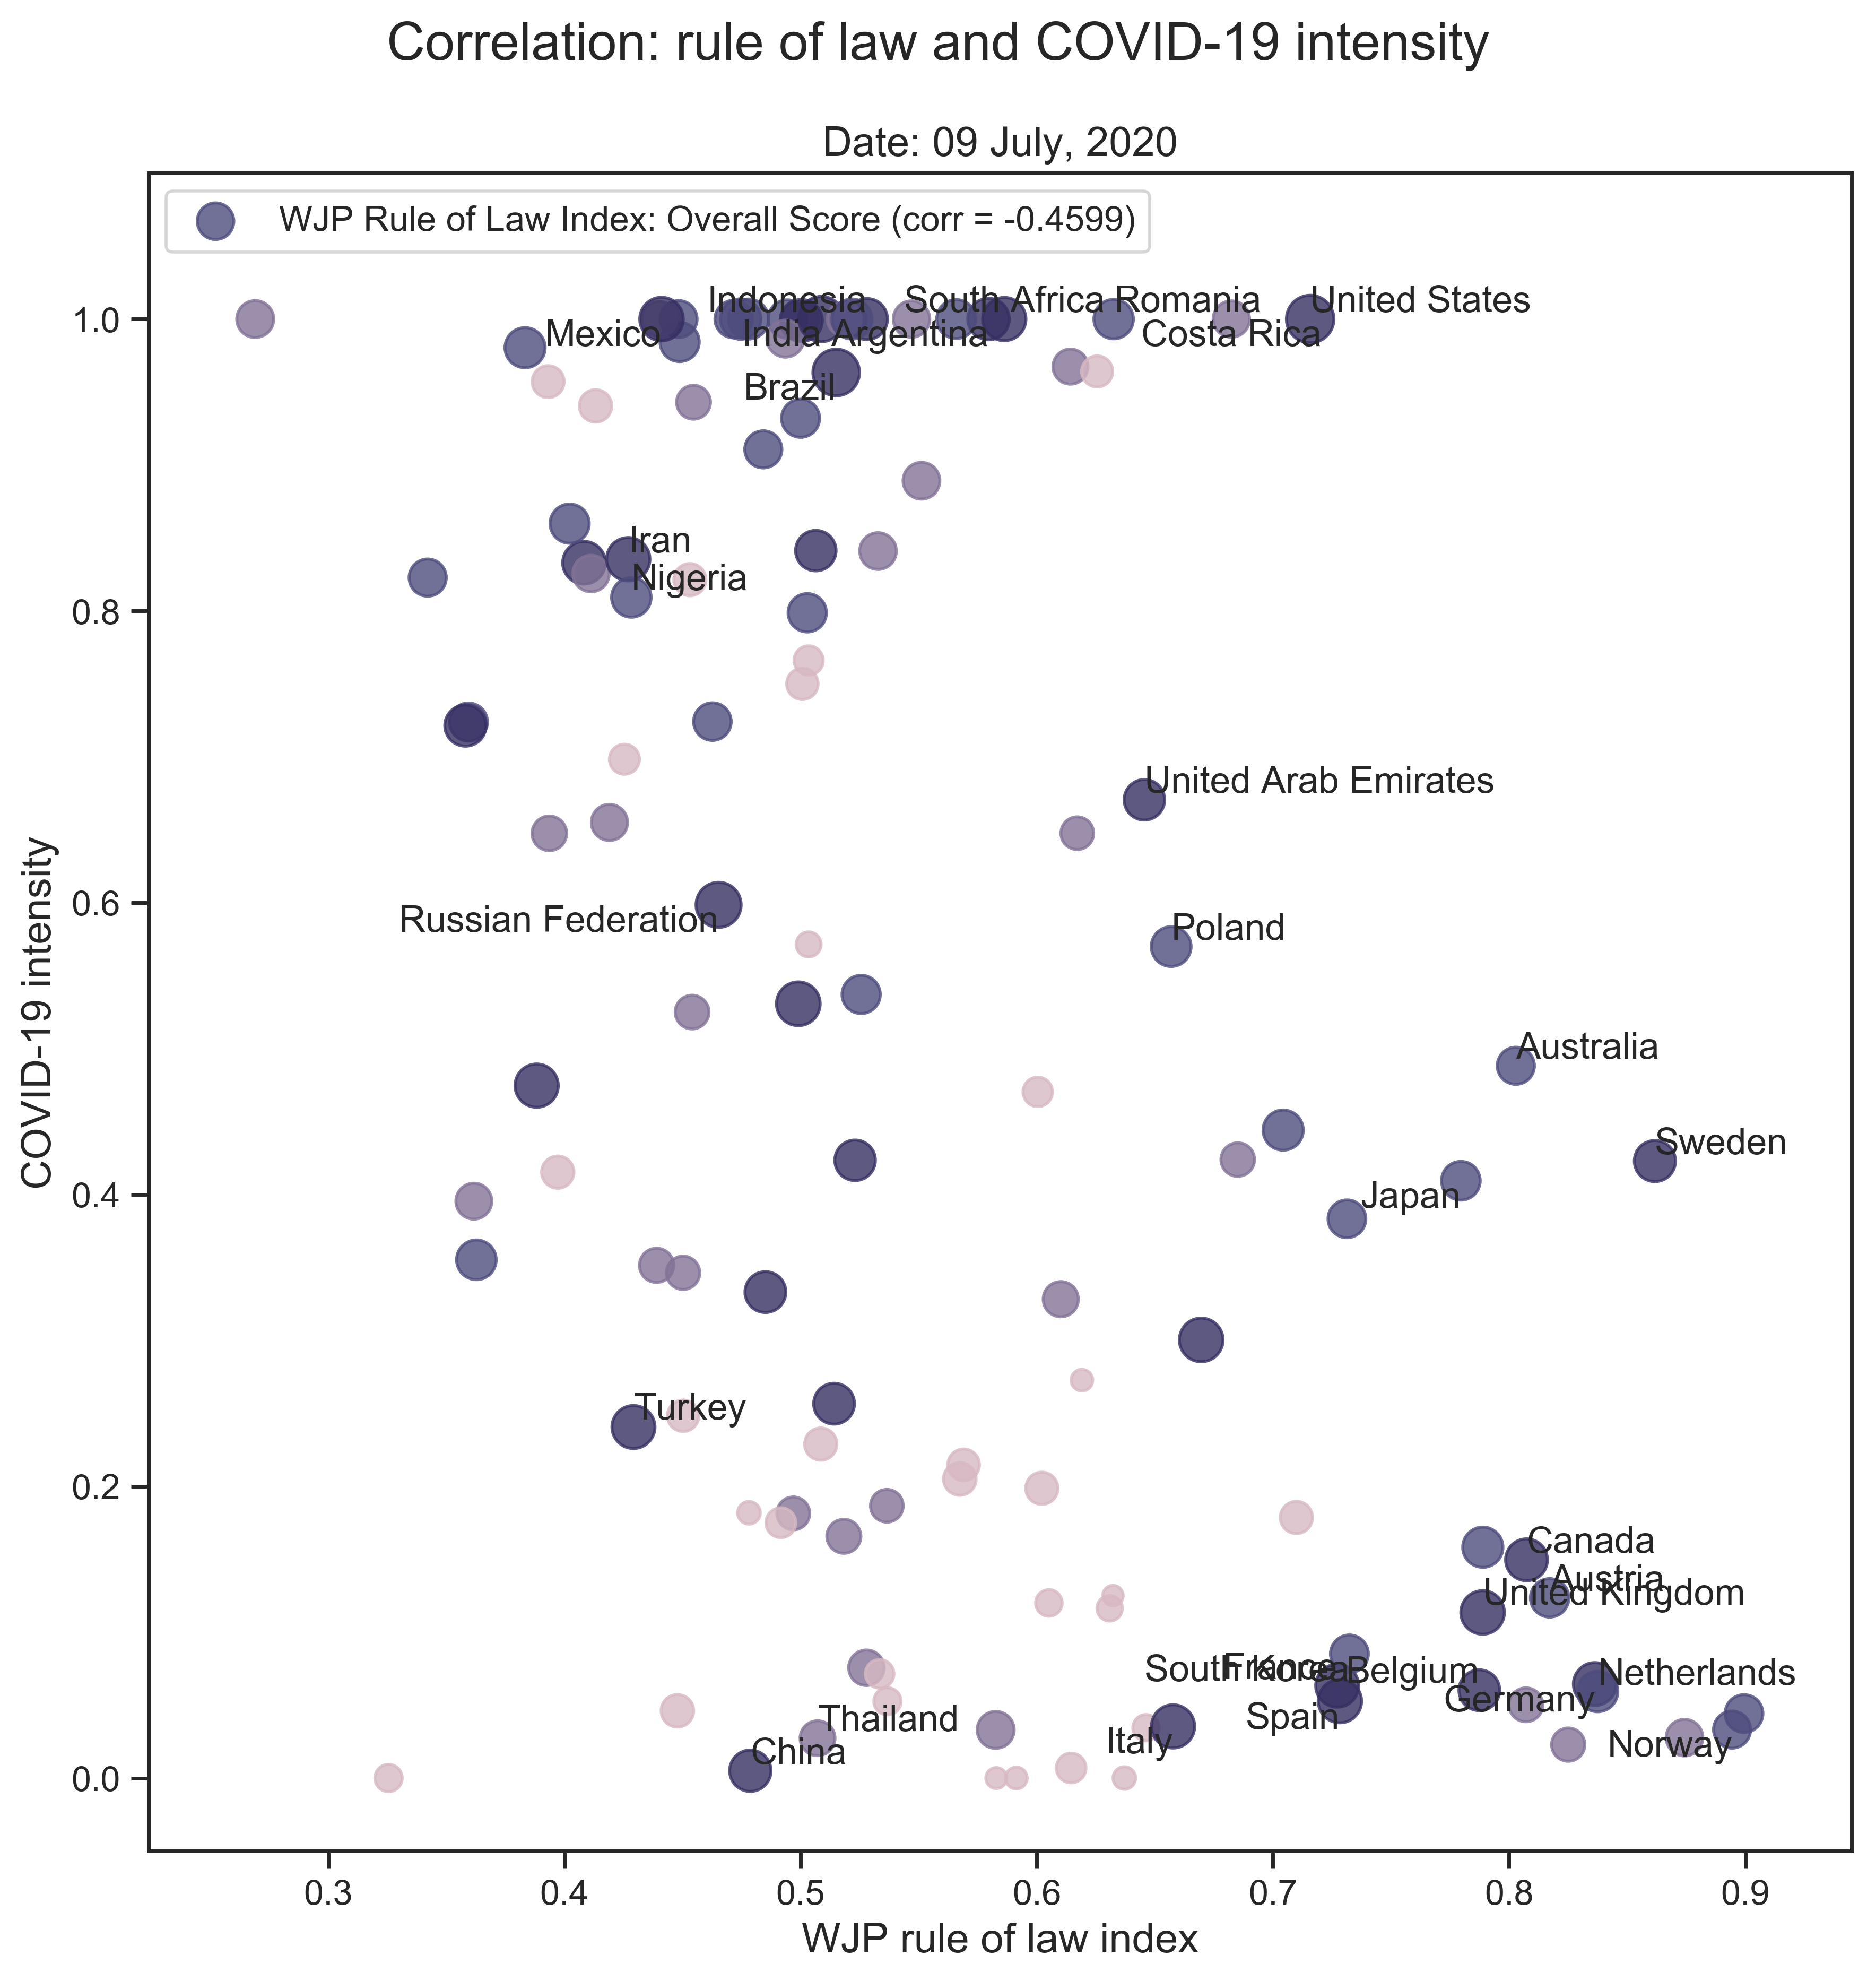 Correlation: rule of law and COVID-19 intensity
Date: 09 July, 2020
WJP Rule of Law Index: Overall Score (corr = -0.4599)
COVID-19 intensity
1.0
0.8
0.6
0.4
0.2
0.0
Indonesia
South Africa
Romania
United States
Mexico
India
Argentina
Costa Rica
Brazil
Iran
Nigeria
United Arab Emirates
Russian Federation
Poland
Australia
Sweden
Japan
Turkey
Canada
Austria
United Kingdom
South Korea
France
Belgium
Netherlands
Germany
Spain
Thailand
Italy
Norway
China
0.3
0.4
0.5
0.6
0.7
0.8
0.9
WJP rule of law index